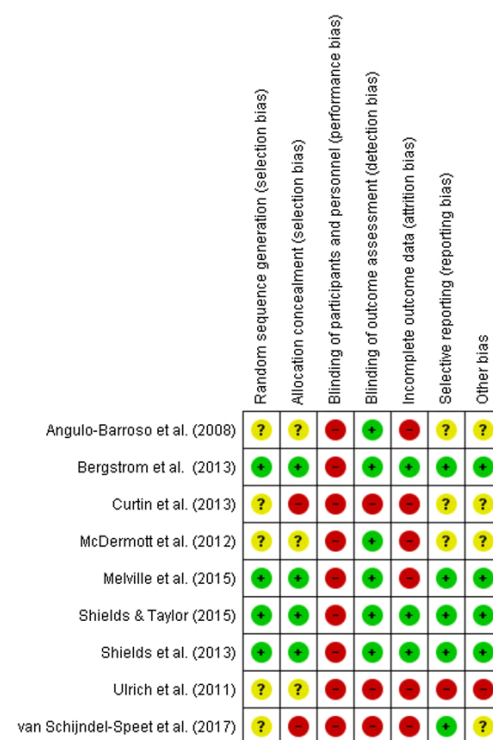 Random sequence generation (selection bias)
Allocation concealment (selection bias)
Blinding of participants and personnel (performance bias)
Blinding of outcome assessment (detection bias)
Incomplete outcome data (attrition bias)
Selective reporting (reporting bias)
Other bias
Angulo-Barroso et al. (2008) ? ? - + - ? ?
Bergstrom et al. (2013) + + - + + + +
Curtin et al. (2013) ? - - - - ? ?
McDermott et al. (2012) ? ? - + - ? ?
Melville et al. (2015) + + - + - + +
Shields & Taylor (2015) + + - + + + +
Shields et al. (2013) + + - + + + +
Ulrich et al. (2011) ? ? - - - - -
van Schijndel-Speet et al. (2017) ? - - - - + ?